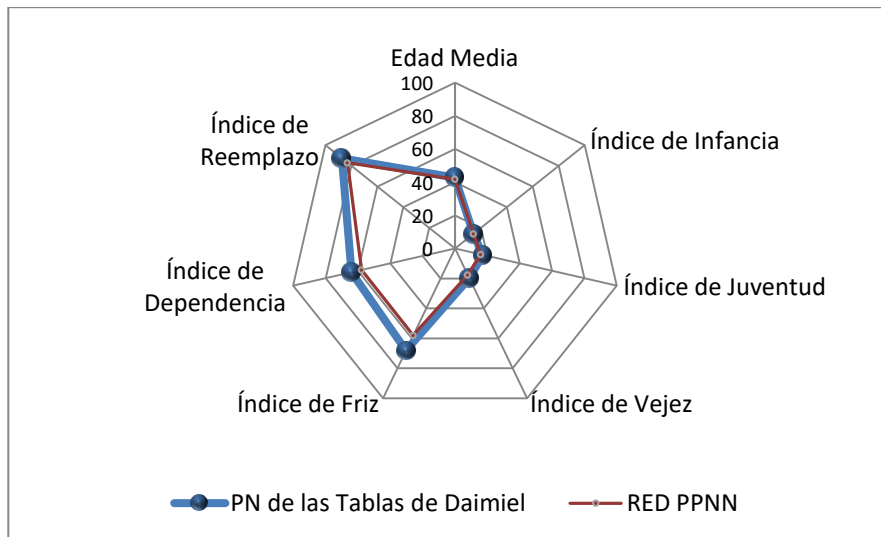 Edad Media
100
80
60
40
20
0
Índice de Infancia
Índice de Juventud
Índice de Vejez
Índice de Friz
Índice de
Dependencia
Índice de
Reemplazo
PN de las Tablas de Daimiel
RED PPNN